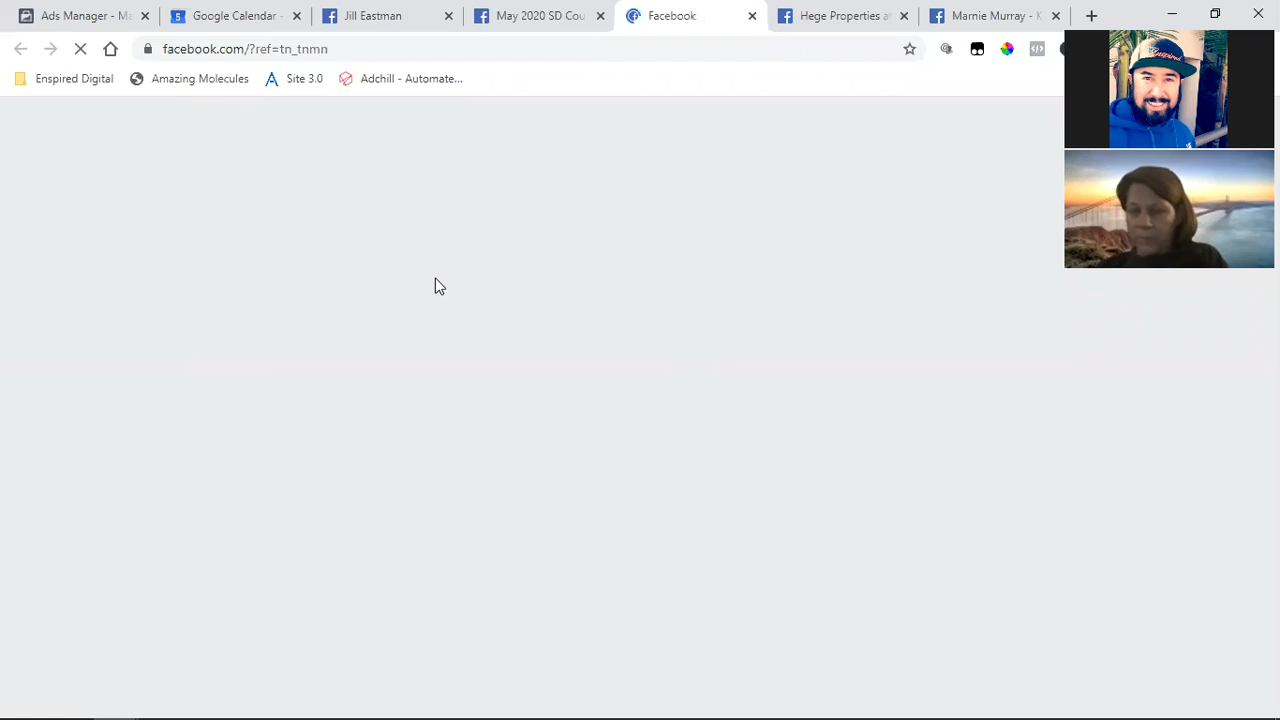 Ads Manager - Ma
Google Calendar -
Jill Eastman
May 2020 SD Cou
Facebook
Hege Properties a
Marnie Murray - K
facebook.com/?ref=tn_tnmn
Enspired Digital
Amazing Molecules
Site 3.0
Adchill - Automate...